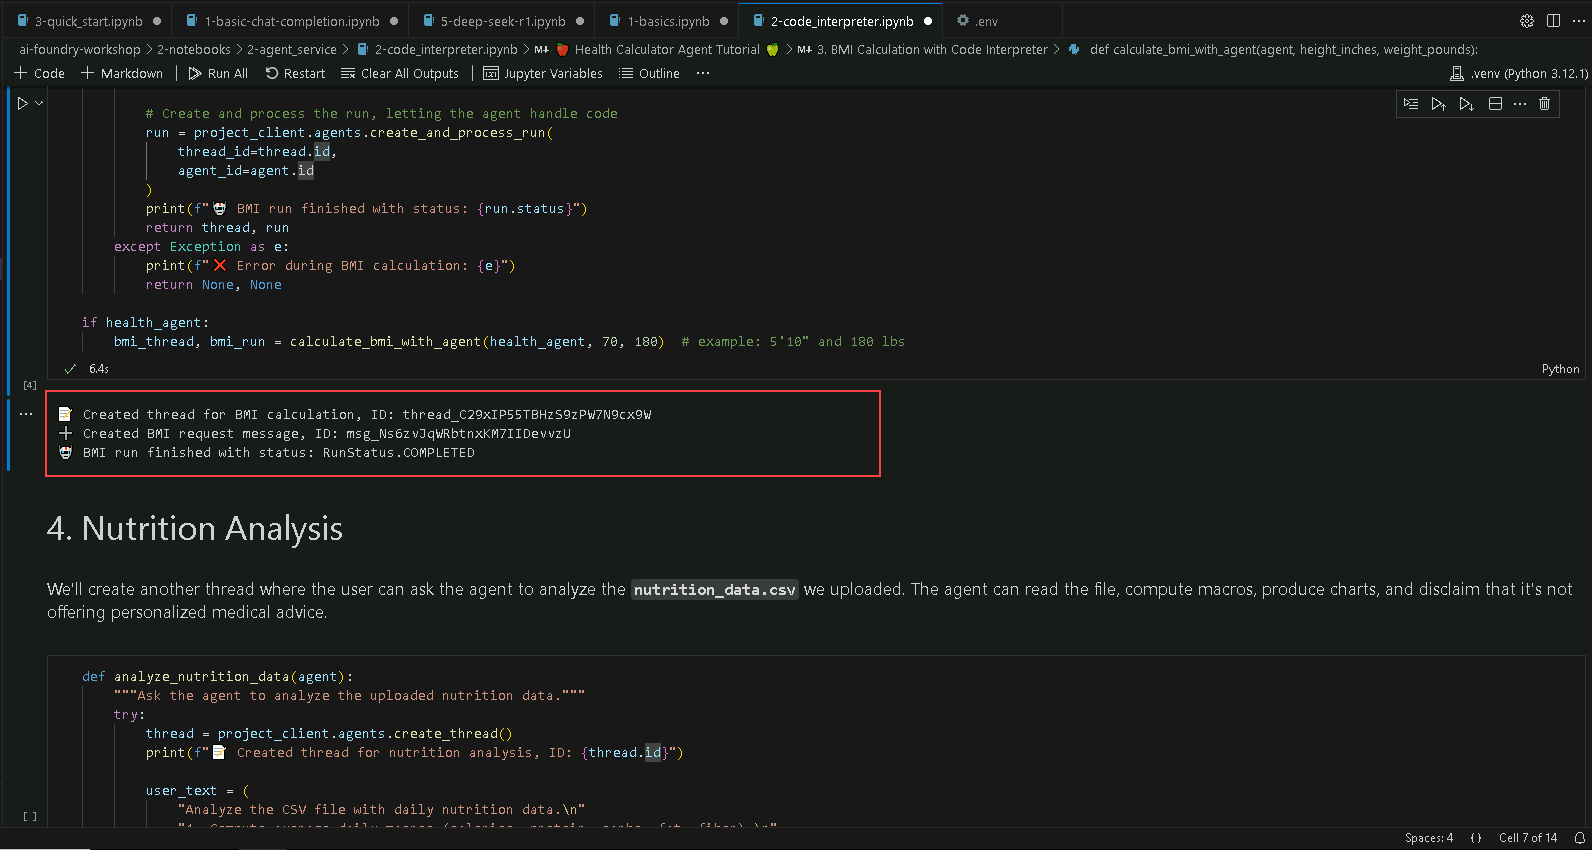 3-quick_start.ipynb
1-basic-chat-completion.ipynb
5-deep-seek-r1.ipynb
1-basics.ipynb
2-code_interpreter.ipynb
.env
ai-foundry-workshop > 2-notebooks > 2-agent_service > 2-code_interpreter.ipynb > M↓ 🍎 Health Calculator Agent Tutorial 🍏 > M↓ 3. BMI Calculation with Code Interpreter > def calculate_bmi_with_agent(agent, height_inches, weight_pounds):
+ Code + Markdown | Run All Restart Clear All Outputs | Jupyter Variables Outline ···
.venv (Python 3.12.1)
# Create and process the run, letting the agent handle code
run = project_client.agents.create_and_process_run(
thread_id=thread.id,
agent_id=agent.id
)
print(f"🤖 BMI run finished with status: {run.status}")
return thread, run
except Exception as e:
print(f"❌ Error during BMI calculation: {e}")
return None, None
if health_agent:
bmi_thread, bmi_run = calculate_bmi_with_agent(health_agent, 70, 180) # example: 5'10" and 180 lbs
6.4s
Python
[4]
📝 Created thread for BMI calculation, ID: thread_C29xIP55TBHzS9zPW7N9cx9W
➕ Created BMI request message, ID: msg_Ns6zvJqWRbtnxKM7IIDevvzU
🤖 BMI run finished with status: RunStatus.COMPLETED
4. Nutrition Analysis
We'll create another thread where the user can ask the agent to analyze the nutrition_data.csv we uploaded. The agent can read the file, compute macros, produce charts, and disclaim that it's not
offering personalized medical advice.
def analyze_nutrition_data(agent):
"""Ask the agent to analyze the uploaded nutrition data."""
try:
thread = project_client.agents.create_thread()
print(f"📝 Created thread for nutrition analysis, ID: {thread.id}")
user_text = (
"Analyze the CSV file with daily nutrition data.\n"
[ ]
Spaces: 4 {} Cell 7 of 14